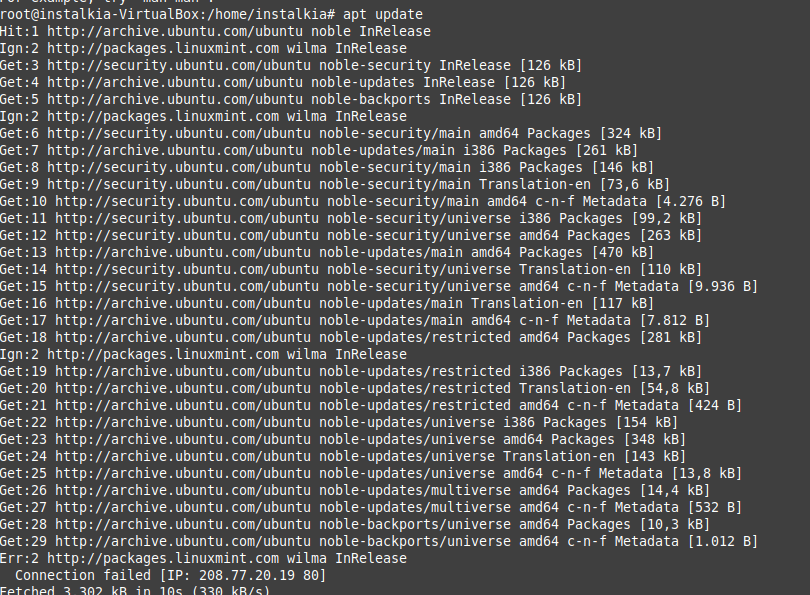 For example, try "man man".
root@instalkia-VirtualBox:/home/instalkia# apt update
Hit:1 http://archive.ubuntu.com/ubuntu noble InRelease
Ign:2 http://packages.linuxmint.com wilma InRelease
Get:3 http://security.ubuntu.com/ubuntu noble-security InRelease [126 kB]
Get:4 http://archive.ubuntu.com/ubuntu noble-updates InRelease [126 kB]
Get:5 http://archive.ubuntu.com/ubuntu noble-backports InRelease [126 kB]
Ign:2 http://packages.linuxmint.com wilma InRelease
Get:6 http://security.ubuntu.com/ubuntu noble-security/main amd64 Packages [324 kB]
Get:7 http://archive.ubuntu.com/ubuntu noble-updates/main i386 Packages [261 kB]
Get:8 http://security.ubuntu.com/ubuntu noble-security/main i386 Packages [146 kB]
Get:9 http://security.ubuntu.com/ubuntu noble-security/main Translation-en [73,6 kB]
Get:10 http://security.ubuntu.com/ubuntu noble-security/main amd64 c-n-f Metadata [4.276 B]
Get:11 http://security.ubuntu.com/ubuntu noble-security/universe i386 Packages [99,2 kB]
Get:12 http://security.ubuntu.com/ubuntu noble-security/universe amd64 Packages [263 kB]
Get:13 http://archive.ubuntu.com/ubuntu noble-updates/main amd64 Packages [470 kB]
Get:14 http://security.ubuntu.com/ubuntu noble-security/universe Translation-en [110 kB]
Get:15 http://security.ubuntu.com/ubuntu noble-security/universe amd64 c-n-f Metadata [9.936 B]
Get:16 http://archive.ubuntu.com/ubuntu noble-updates/main Translation-en [117 kB]
Get:17 http://archive.ubuntu.com/ubuntu noble-updates/main amd64 c-n-f Metadata [7.812 B]
Get:18 http://archive.ubuntu.com/ubuntu noble-updates/restricted amd64 Packages [281 kB]
Ign:2 http://packages.linuxmint.com wilma InRelease
Get:19 http://archive.ubuntu.com/ubuntu noble-updates/restricted i386 Packages [13,7 kB]
Get:20 http://archive.ubuntu.com/ubuntu noble-updates/restricted Translation-en [54,8 kB]
Get:21 http://archive.ubuntu.com/ubuntu noble-updates/restricted amd64 c-n-f Metadata [424 B]
Get:22 http://archive.ubuntu.com/ubuntu noble-updates/universe i386 Packages [154 kB]
Get:23 http://archive.ubuntu.com/ubuntu noble-updates/universe amd64 Packages [348 kB]
Get:24 http://archive.ubuntu.com/ubuntu noble-updates/universe Translation-en [143 kB]
Get:25 http://archive.ubuntu.com/ubuntu noble-updates/universe amd64 c-n-f Metadata [13,8 kB]
Get:26 http://archive.ubuntu.com/ubuntu noble-updates/multiverse amd64 Packages [14,4 kB]
Get:27 http://archive.ubuntu.com/ubuntu noble-updates/multiverse amd64 c-n-f Metadata [532 B]
Get:28 http://archive.ubuntu.com/ubuntu noble-backports/universe amd64 Packages [10,3 kB]
Get:29 http://archive.ubuntu.com/ubuntu noble-backports/universe amd64 c-n-f Metadata [1.012 B]
Err:2 http://packages.linuxmint.com wilma InRelease
Connection failed [IP: 208.77.20.19 80]
Fetched 3.302 kB in 10s (330 kB/s)